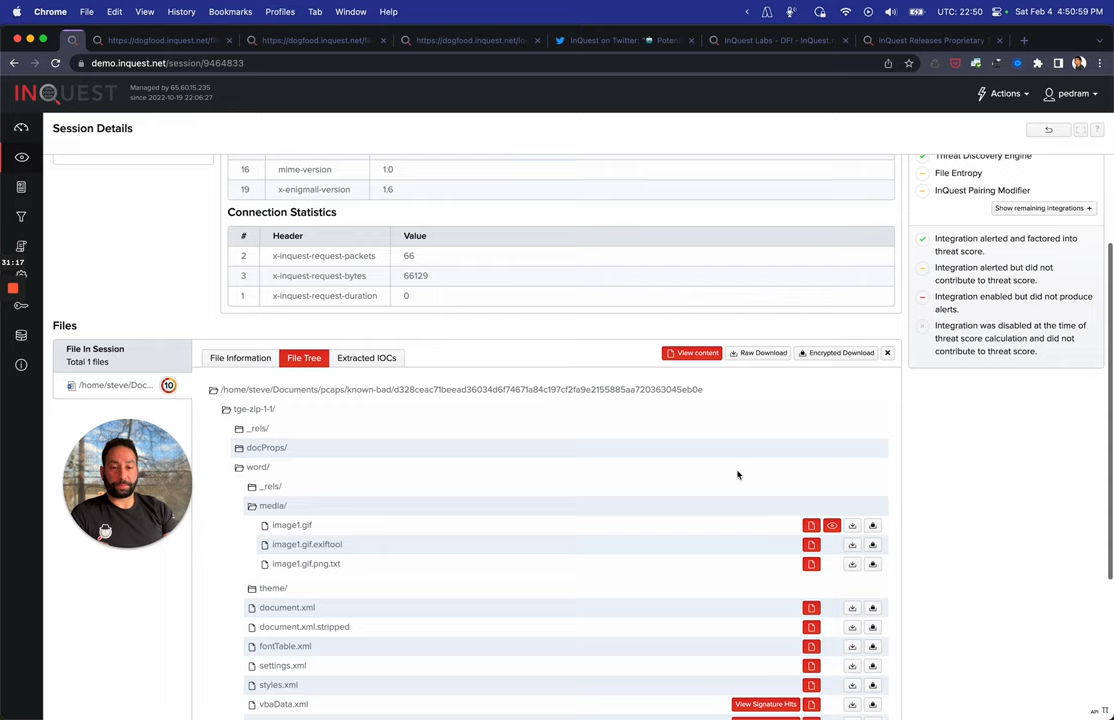 Chrome File Edit View History Bookmarks Profiles Tab Window Help UTC: 22:50 Sat Feb 4 4:50:59 PM
https://dogfood.inquest.net/fil × https://dogfood.inquest.net/fil × https://dogfood.inquest.net/lo × InQuest on Twitter: " Potent × InQuest Labs - DFI - InQuest.n × InQuest Releases Proprietary T × +
demo.inquest.net/session/9464833
INQUEST
Managed by 65.60.15.235
since 2022-10-19 22:06:27
Actions pedram
Session Details
?
16 mime-version 1.0
19 x-enigmail-version 1.6
Connection Statistics
# Header Value
2 x-inquest-request-packets 66
3 x-inquest-request-bytes 66129
1 x-inquest-request-duration 0
Threat Discovery Engine
File Entropy
InQuest Pairing Modifier
Show remaining integrations +
Integration alerted and factored into
threat score.
Integration alerted but did not
contribute to threat score.
Integration enabled but did not produce
alerts.
Integration was disabled at the time of
threat score calculation and did not
contribute to threat score.
31:17
Files
File In Session
Total 1 files
/home/steve/Doc... 10
File Information File Tree Extracted IOCs View content Raw Download Encrypted Download ×
/home/steve/Documents/pcaps/known-bad/d328ceac71beead36034d6f74671a84c197cf2fa9e2155885aa720363045eb0e
tge-zip-1-1/
_rels/
docProps/
word/
_rels/
media/
image1.gif
image1.gif.exiftool
image1.gif.png.txt
theme/
document.xml
document.xml.stripped
fontTable.xml
settings.xml
styles.xml
vbaData.xml View Signature Hits
API